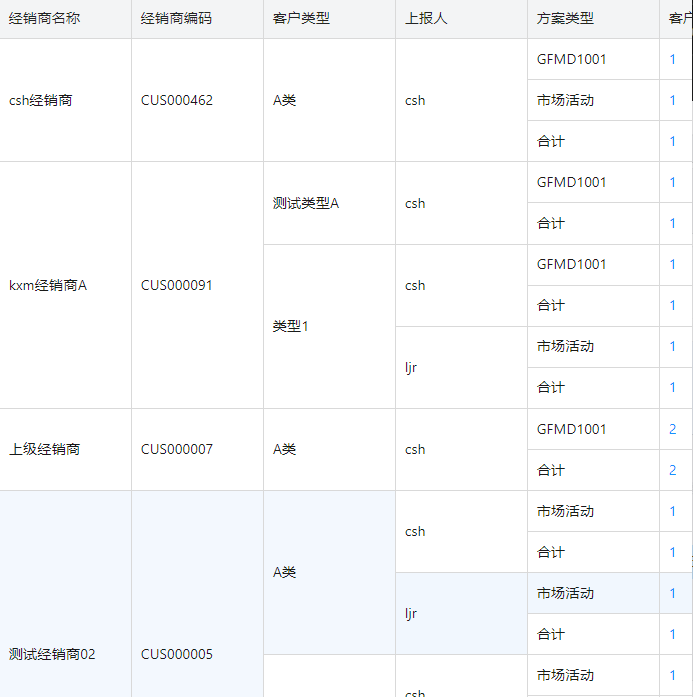 经销商名称 经销商编码 客户类型 上报人 方案类型 客户
GFMD1001 1
csh经销商 CUS000462 A类 csh 市场活动 1
合计 1
GFMD1001 1
测试类型A csh
合计 1
GFMD1001 1
kxm经销商A CUS000091 csh
合计 1
类型1
市场活动 1
ljr
合计 1
GFMD1001 2
上级经销商 CUS000007 A类 csh
合计 2
市场活动 1
csh
合计 1
A类
市场活动 1
ljr
合计 1
测试经销商02 CUS000005
市场活动 1
csh